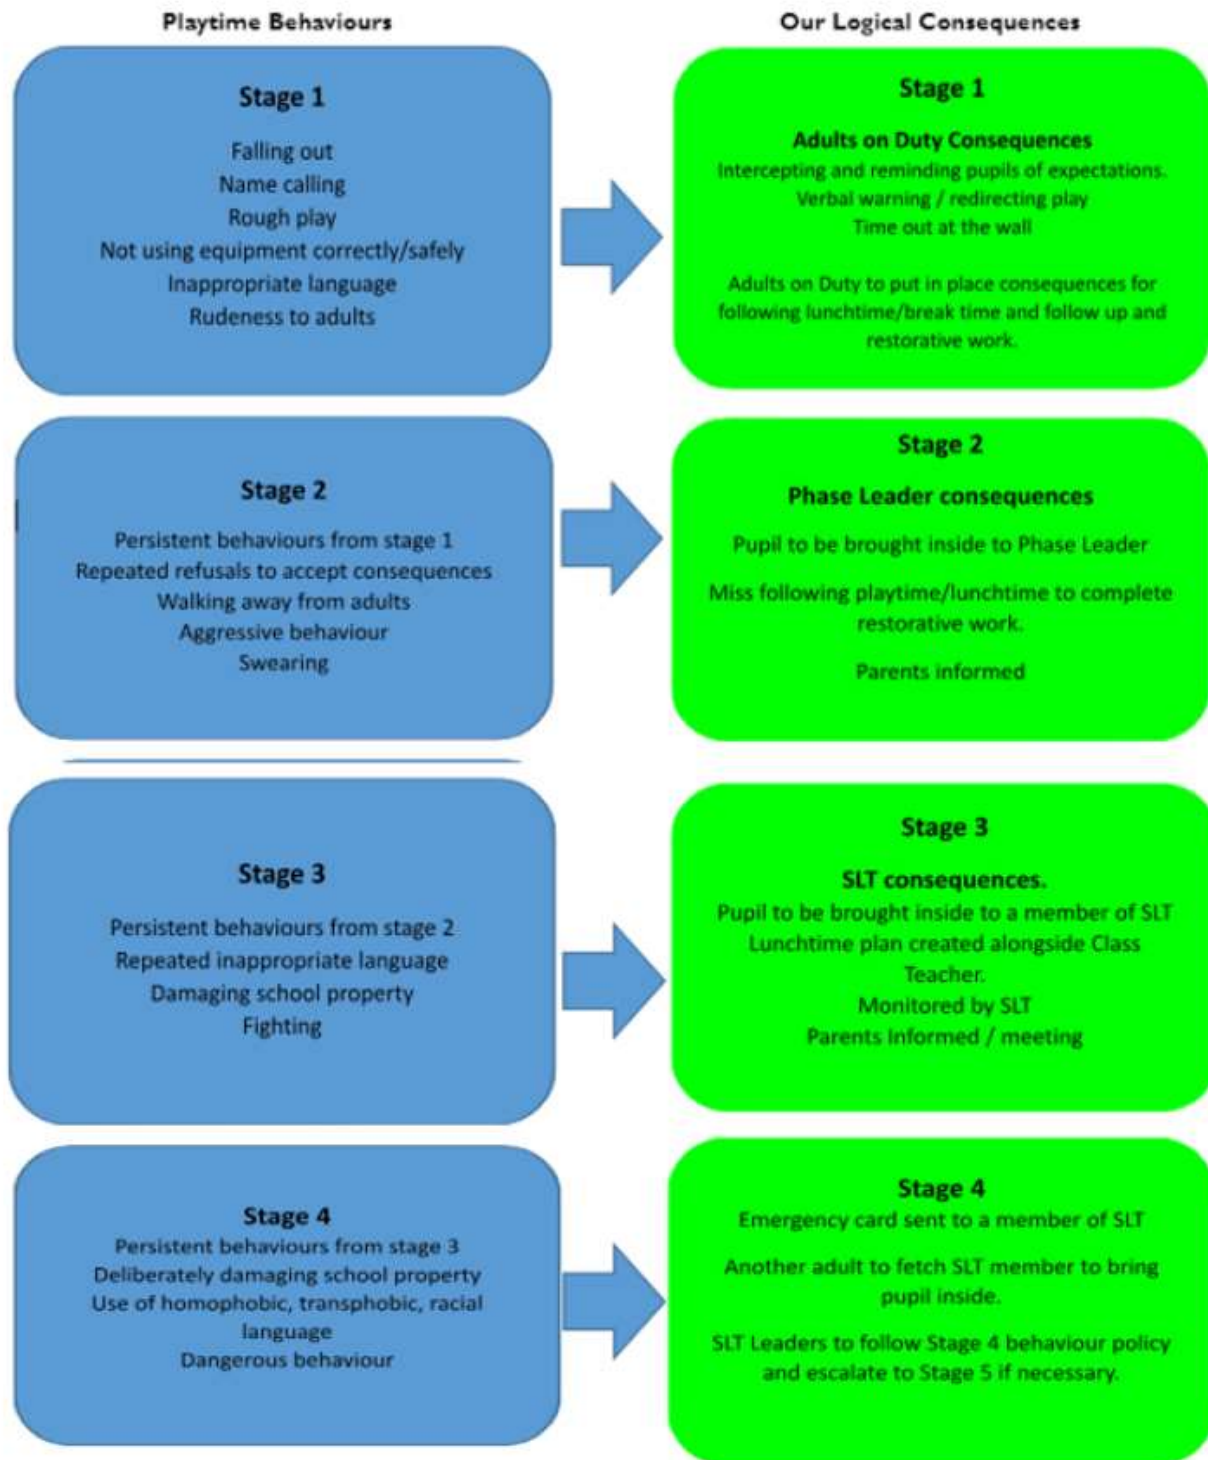 Playtime Behaviours
Our Logical Consequences
Stage 1
Falling out
Name calling
Rough play
Not using equipment correctly/safely
Inappropriate language
Rudeness to adults
Stage 1
Adults on Duty Consequences
Intercepting and reminding pupils of expectations.
Verbal warning / redirecting play
Time out at the wall
Adults on Duty to put in place consequences for
following lunchtime/break time and follow up and
restorative work.
Stage 2
Persistent behaviours from stage 1
Repeated refusals to accept consequences
Walking away from adults
Aggressive behaviour
Swearing
Stage 2
Phase Leader consequences
Pupil to be brought inside to Phase Leader
Miss following playtime/lunchtime to complete
restorative work.
Parents informed
Stage 3
Persistent behaviours from stage 2
Repeated inappropriate language
Damaging school property
Fighting
Stage 3
SLT consequences.
Pupil to be brought inside to a member of SLT
Lunchtime plan created alongside Class
Teacher.
Monitored by SLT
Parents Informed / meeting
Stage 4
Persistent behaviours from stage 3
Deliberately damaging school property
Use of homophobic, transphobic, racial
language
Dangerous behaviour
Stage 4
Emergency card sent to a member of SLT
Another adult to fetch SLT member to bring
pupil inside.
SLT Leaders to follow Stage 4 behaviour policy
and escalate to Stage 5 if necessary.